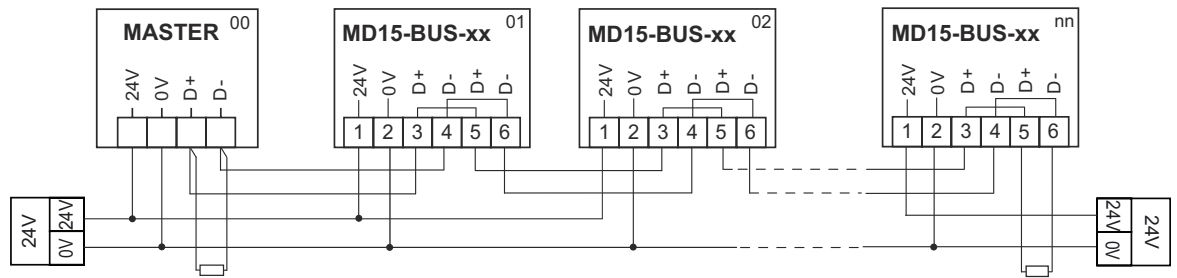 MASTER 00
24V 0V D+ D-
MD15-BUS-xx 01
24V 0V D+ D- D+ D-
1 2 3 4 5 6
MD15-BUS-xx 02
24V 0V D+ D- D+ D-
1 2 3 4 5 6
MD15-BUS-xx nn
24V 0V D+ D- D+ D-
1 2 3 4 5 6
24V
24V
0V
24V
0V
24V